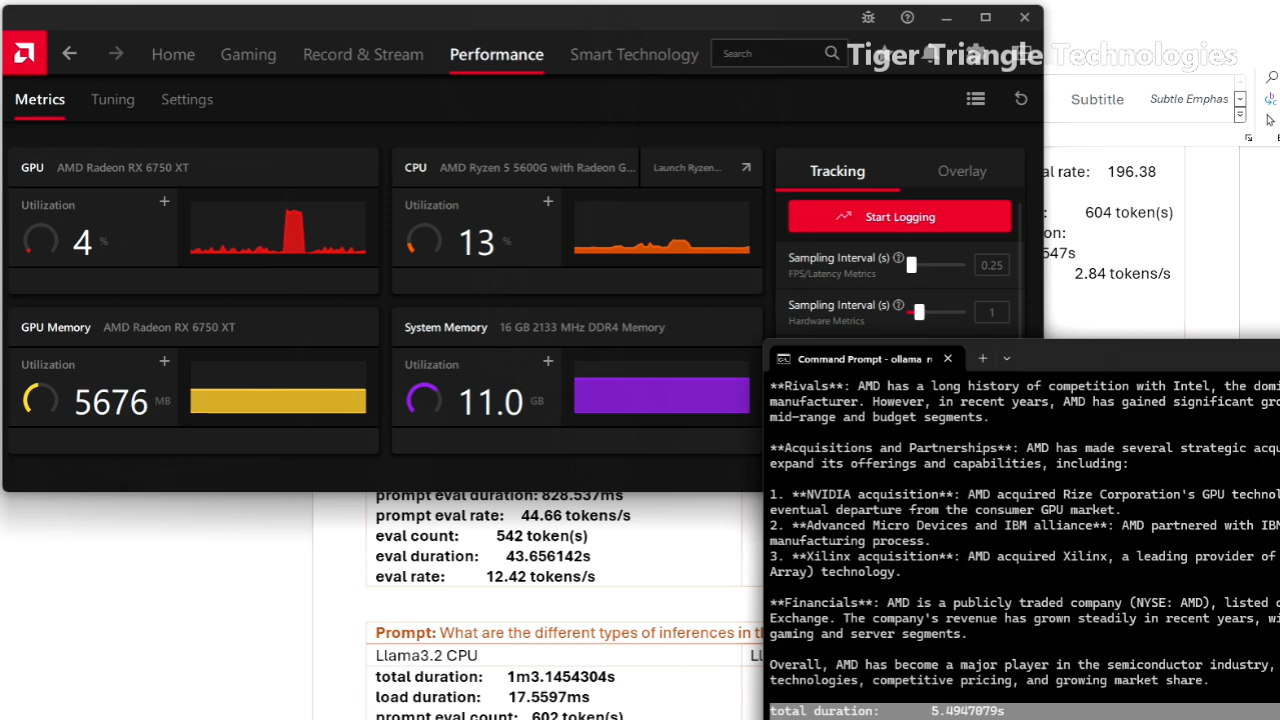 Home
Gaming
Record & Stream
Performance
Smart Technology
Search
Tiger Triangle Technologies
Metrics
Tuning
Settings
Subtitle
Subtle Emphas
GPU AMD Radeon RX 6750 XT
Utilization
4 %
CPU AMD Ryzen 5 5600G with Radeon G...
Launch Ryzen...
Utilization
13 %
Tracking
Overlay
Start Logging
Sampling Interval (s)
FPS/Latency Metrics
0.25
Sampling Interval (s)
Hardware Metrics
1
al rate: 196.38
: 604 token(s)
on:
547s
2.84 tokens/s
GPU Memory AMD Radeon RX 6750 XT
Utilization
5676 MB
System Memory 16 GB 2133 MHz DDR4 Memory
Utilization
11.0 GB
prompt eval duration: 828.537ms
prompt eval rate: 44.66 tokens/s
eval count: 542 token(s)
eval duration: 43.656142s
eval rate: 12.42 tokens/s
Prompt: What are the different types of inferences in th
Llama3.2 CPU
total duration: 1m3.1454304s
load duration: 17.5597ms
prompt eval count: 602 token(s)
Command Prompt - ollama r
**Rivals**: AMD has a long history of competition with Intel, the domi
manufacturer. However, in recent years, AMD has gained significant gro
mid-range and budget segments.
**Acquisitions and Partnerships**: AMD has made several strategic acqu
expand its offerings and capabilities, including:
1. **NVIDIA acquisition**: AMD acquired Rize Corporation's GPU technol
eventual departure from the consumer GPU market.
2. **Advanced Micro Devices and IBM alliance**: AMD partnered with IBM
manufacturing process.
3. **Xilinx acquisition**: AMD acquired Xilinx, a leading provider of
Array) technology.
**Financials**: AMD is a publicly traded company (NYSE: AMD), listed o
Exchange. The company's revenue has grown steadily in recent years, wi
gaming and server segments.
Overall, AMD has become a major player in the semiconductor industry,
technologies, competitive pricing, and growing market share.
total duration: 5.4947079s